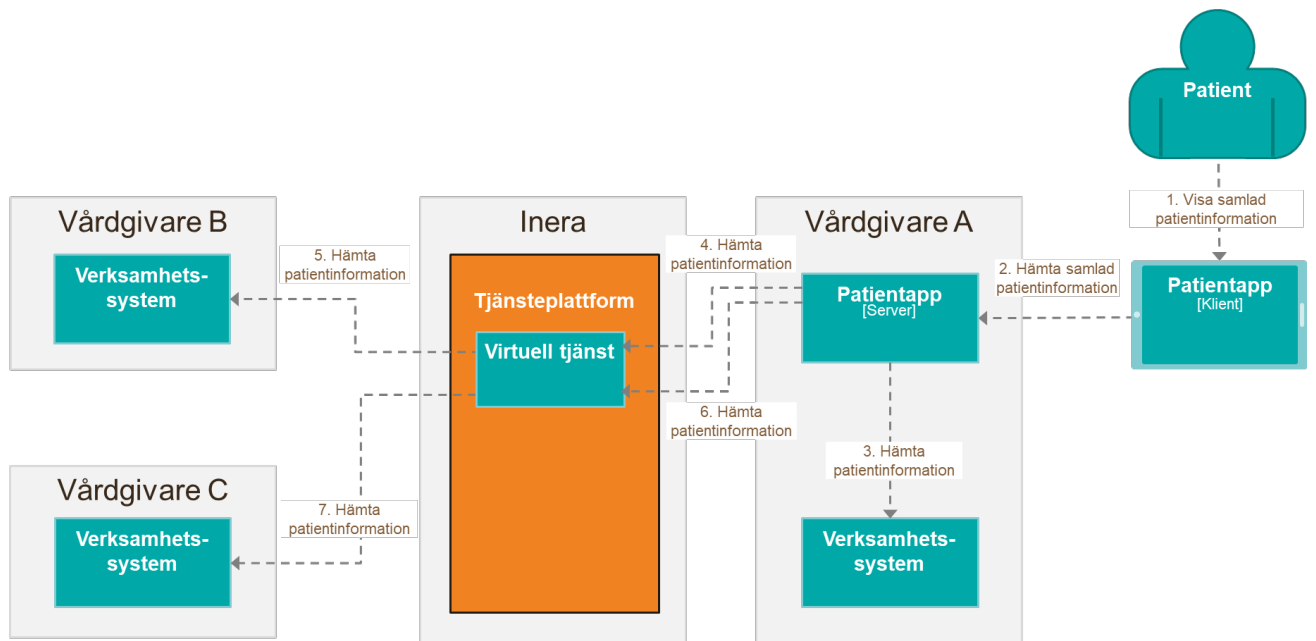 Patient
1. Visa samlad
patientinformation
Vårdgivare B
Inera
Vårdgivare A
Verksamhets-
system
5. Hämta
patientinformation
Tjänsteplattform
Virtuell tjänst
4. Hämta
patientinformation
Patientapp
[Server]
2. Hämta samlad
patientinformation
Patientapp
[Klient]
6. Hämta
patientinformation
3. Hämta
patientinformation
Vårdgivare C
Verksamhets-
system
7. Hämta
patientinformation
Verksamhets-
system